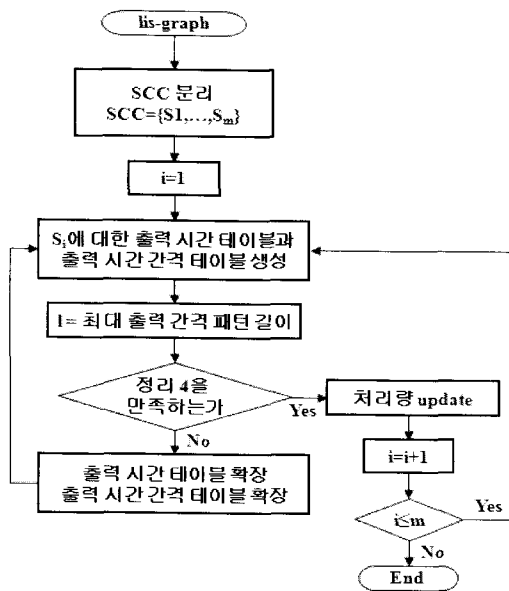 lis-graph
SCC 분리
SCC={S1,…,Sm}
i=1
Si에 대한 출력 시간 테이블과
출력 시간 간격 테이블 생성
l= 최대 출력 간격 패턴 길이
정리 4을
만족하는가
Yes
처리량 update
No
출력 시간 테이블 확장
출력 시간 간격 테이블 확장
i=i+1
i≤m
Yes
No
End